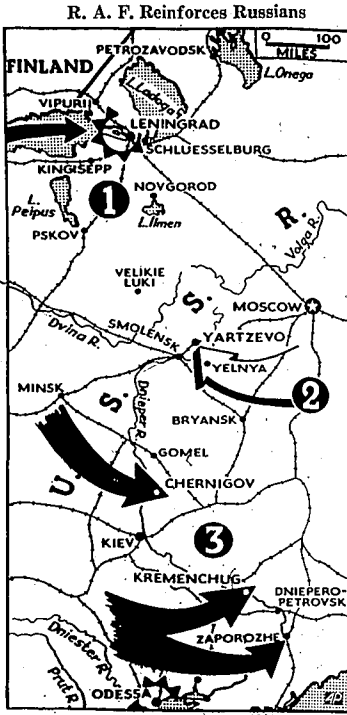 R. A. F. Reinforces Russians
0 100
MILES
PETROZAVODSK
L. Onega
FINLAND
L. Ladoga
VIPURII
LENINGRAD
SCHLUESSELBURG
KINGISEPP
1
NOVGOROD
L. Peipus
L. Ilmen
R.
Volga R.
PSKOV
VELIKIE
LUKI
S.
MOSCOW
Dvina R.
SMOLENSK
YARTZEVO
YELNYA
MINSK
S.
Dnieper R.
2
BRYANSK
GOMEL
U.
CHERNIGOV
KIEV
3
KREMENCHUG
DNIEPERO-
PETROVSK
Dniester R.
ZAPOROZHE
Prut R.
ODESSA
AP